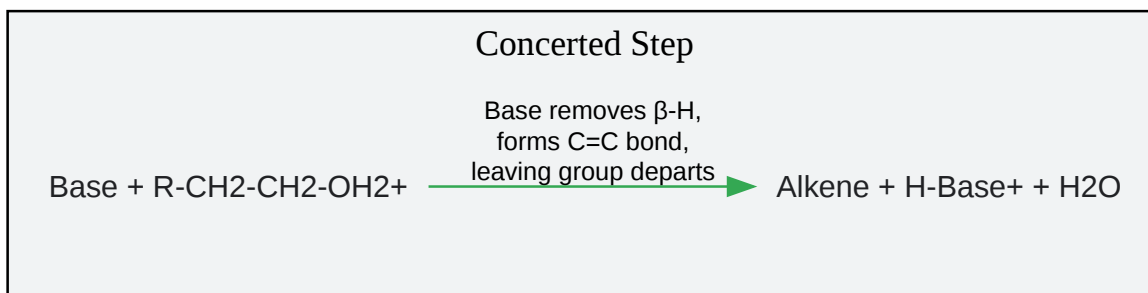 Concerted Step
Base removes β-H,
forms C=C bond,
leaving group departs
Base + R-CH2-CH2-OH2+
Alkene + H-Base+ + H2O